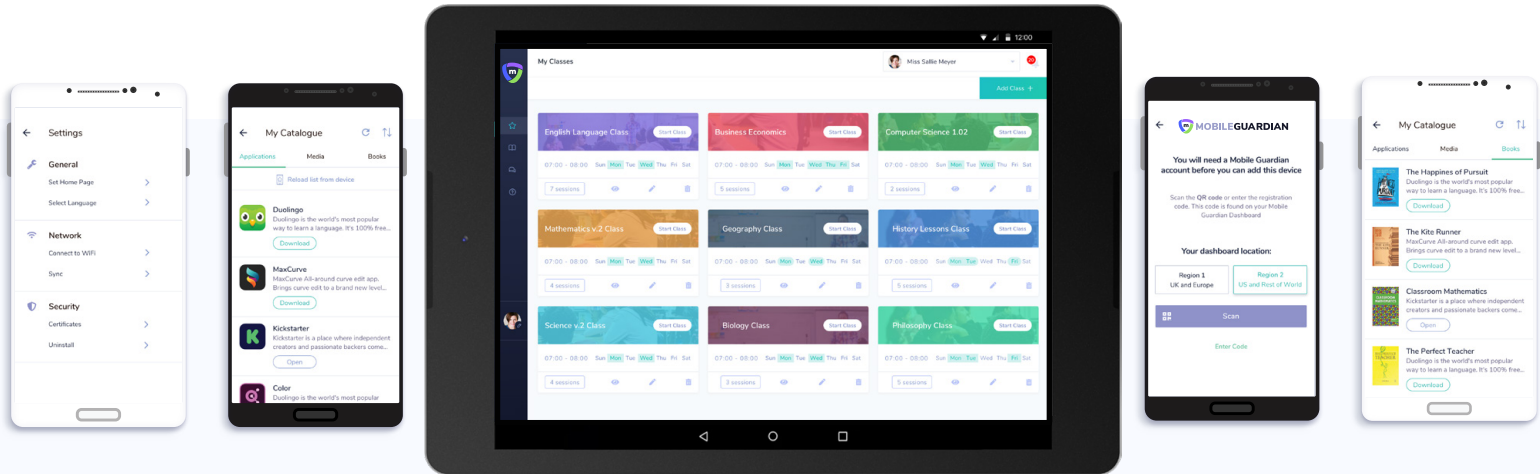 Settings
General
Set Home Page
Select Language
Network
Connect to WiFi
Sync
Security
Certificates
Uninstall
My Catalogue
Applications Media Books
Reload list from device
Duolingo
Duolingo is the world's most popular
way to learn a language. It's 100% free...
Download
MaxCurve
MaxCurve All-around curve edit app.
Brings curve edit to a brand new level...
Download
Kickstarter
Kickstarter is a place where independent
creators and passionate backers come...
Open
Color
Duolingo is the world's most popular
12:00
My Classes
Miss Sallie Meyer
Add Class +
English Language Class Start Class
07:00 - 08:00 Sun Mon Tue Wed Thu Fri Sat
7 sessions
Business Economics Start Class
07:00 - 08:00 Sun Mon Tue Wed Thu Fri Sat
5 sessions
Computer Science 1.02 Start Class
07:00 - 08:00 Sun Mon Tue Wed Thu Fri Sat
2 sessions
Mathematics v.2 Class Start Class
07:00 - 08:00 Sun Mon Tue Wed Thu Fri Sat
4 sessions
Geography Class Start Class
07:00 - 08:00 Sun Mon Tue Wed Thu Fri Sat
3 sessions
History Lessons Class Start Class
07:00 - 08:00 Sun Mon Tue Wed Thu Fri Sat
5 sessions
Science v.2 Class Start Class
07:00 - 08:00 Sun Mon Tue Wed Thu Fri Sat
4 sessions
Biology Class Start Class
07:00 - 08:00 Sun Mon Tue Wed Thu Fri Sat
3 sessions
Philosophy Class Start Class
07:00 - 08:00 Sun Mon Tue Wed Thu Fri Sat
5 sessions
MOBILEGUARDIAN
You will need a Mobile Guardian
account before you can add this device
Scan the QR code or enter the registration
code. This code is found on your Mobile
Guardian Dashboard
Your dashboard location:
Region 1
UK and Europe
Region 2
US and Rest of World
Scan
Enter Code
My Catalogue
Applications Media Books
The Happines of Pursuit
Duolingo is the world's most popular
way to learn a language. It's 100% free...
Download
The Kite Runner
MaxCurve All-around curve edit app.
Brings curve edit to a brand new level...
Download
Classroom Mathematics
Kickstarter is a place where independent
creators and passionate backers come...
Open
The Perfect Teacher
Duolingo is the world's most popular
way to learn a language. It's 100% free...
Download